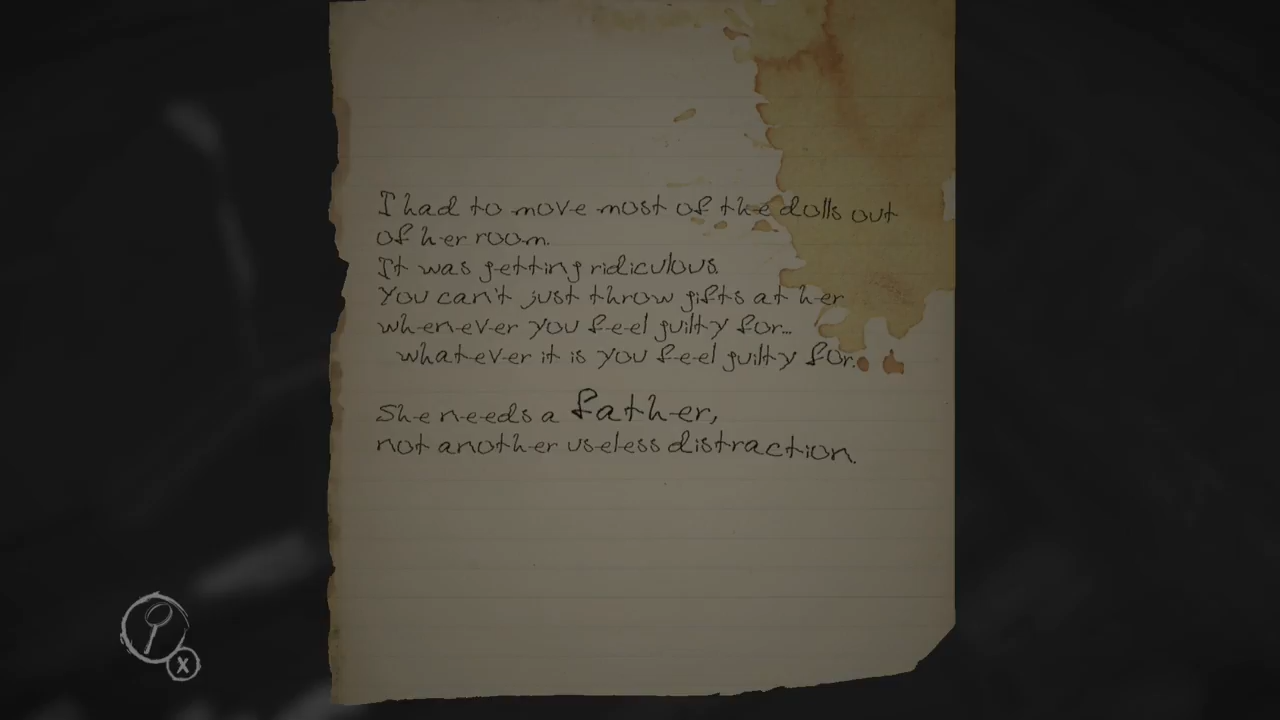 I had to move most of the dolls out
of her room.
It was getting ridiculous.
You can't just throw gifts at her
whenever you feel guilty for...
whatever it is you feel guilty for.
She needs a father,
not another useless distraction.
X